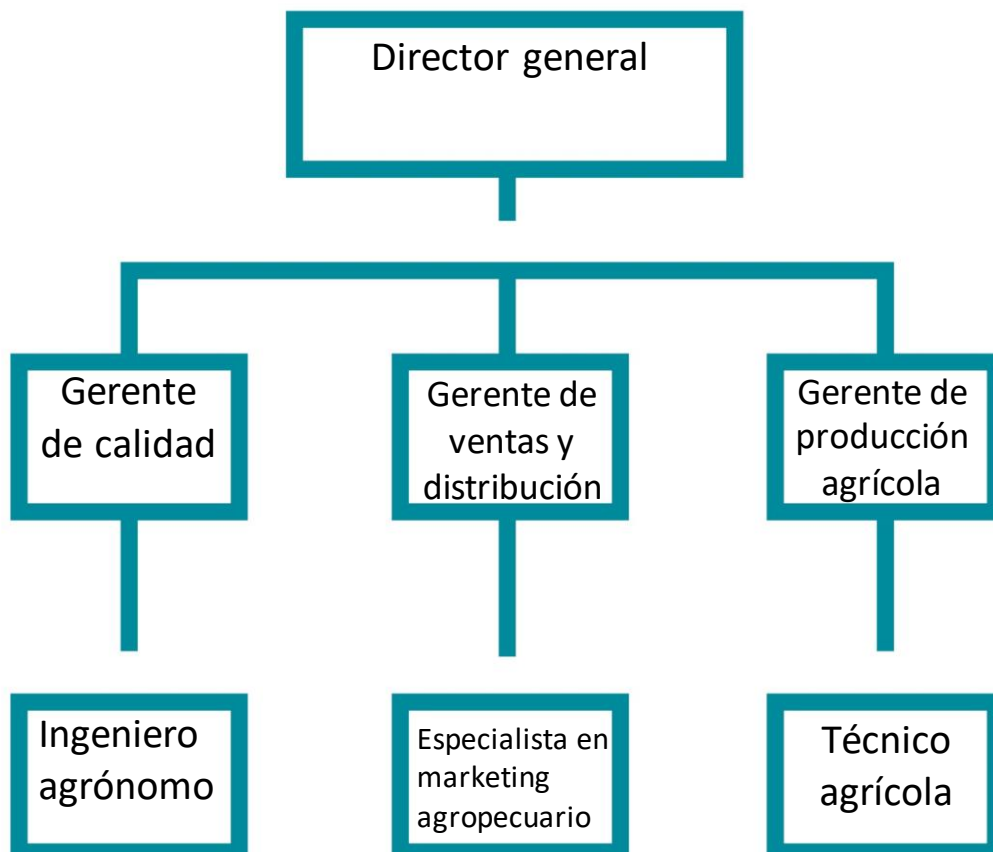 Director general
Gerente
de calidad
Gerente de
ventas y
distribución
Gerente de
producción
agrícola
Ingeniero
agrónomo
Especialista en
marketing
agropecuario
Técnico
agrícola